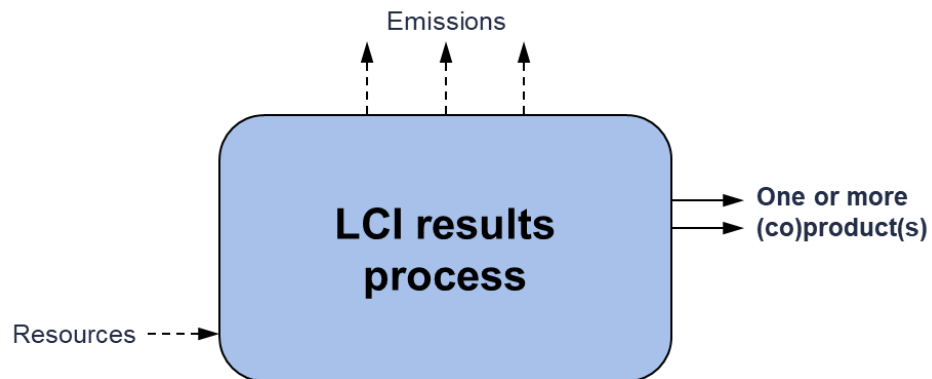 Emissions
LCI results
process
One or more
(co)product(s)
Resources